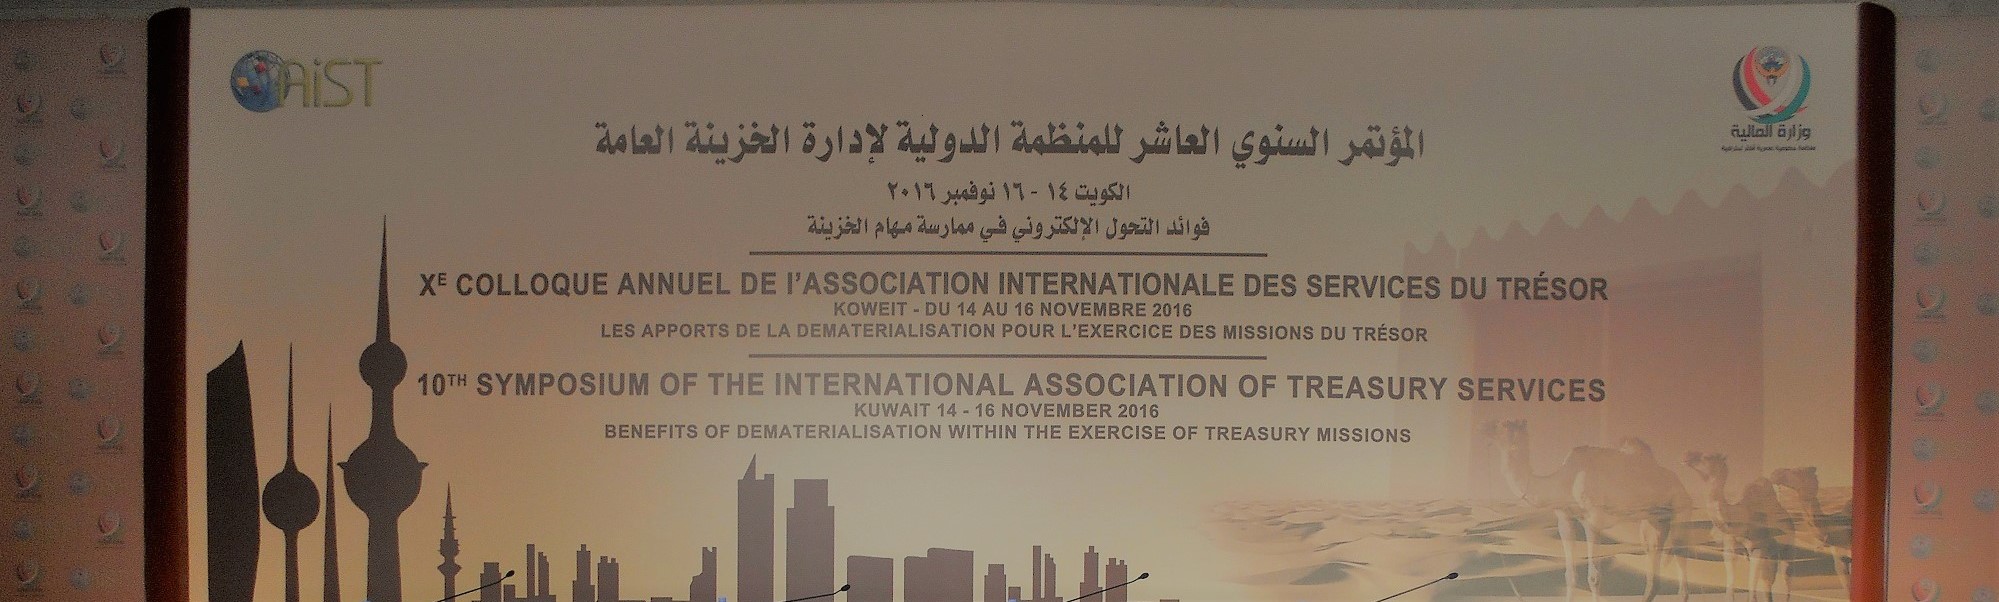 AiST
وزارة المالية
المؤتمر السنوي العاشر للمنظمة الدولية لإدارة الخزينة العامة
الكويت ١٤ - ١٦ نوفمبر ٢٠١٦
فوائد التحول الإلكتروني في ممارسة مهام الخزينة
XE COLLOQUE ANNUEL DE l'ASSOCIATION INTERNATIONALE DES SERVICES DU TRÉSOR
KOWEIT - DU 14 AU 16 NOVEMBRE 2016
LES APPORTS DE LA DEMATERIALISATION POUR L'EXERCICE DES MISSIONS DU TRÉSOR
10TH SYMPOSIUM OF THE INTERNATIONAL ASSOCIATION OF TREASURY SERVICES
KUWAIT 14 - 16 NOVEMBER 2016
BENEFITS OF DEMATERIALISATION WITHIN THE EXERCISE OF TREASURY MISSIONS